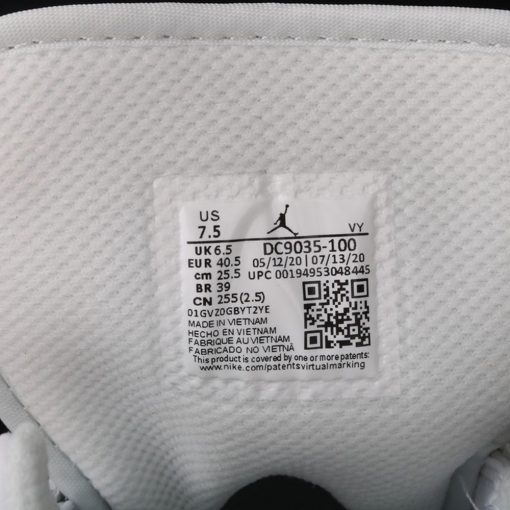 US
7.5 VY
UK 6.5 DC9035-100
EUR 40.5 05/12/20 | 07/13/20
cm 25.5 UPC 00194953048445
BR 39
CN 255(2.5)
01GVZ0GBYT2YE
MADE IN VIETNAM
HECHO EN VIETNAM
FABRIQUE AU VIETNAM
FABRICADO NO VIETNÃ
This product is covered by one or more patents:
www.nike.com/patentsvirtualmarking